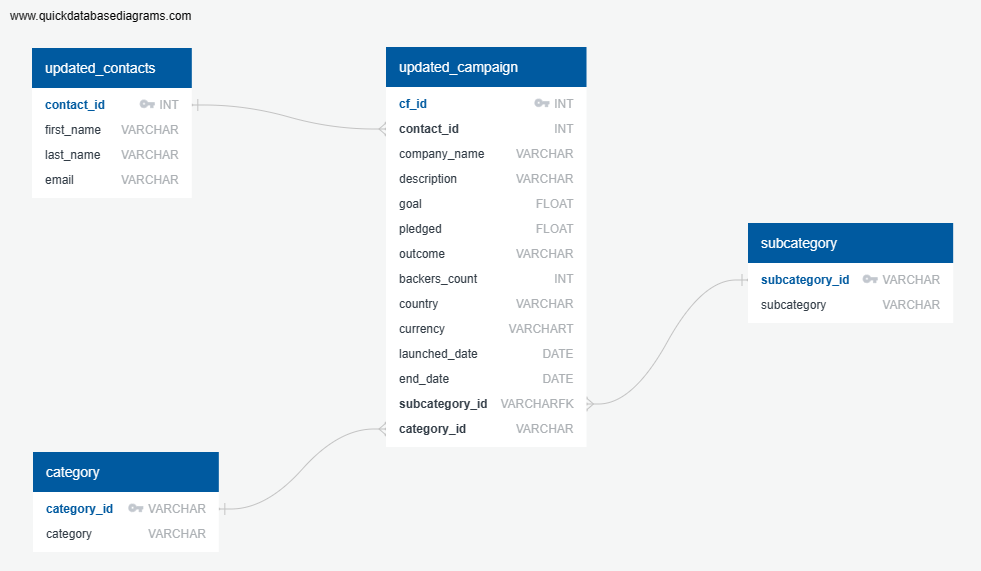 www.quickdatabasediagrams.com
updated_contacts
contact_id INT
first_name VARCHAR
last_name VARCHAR
email VARCHAR
updated_campaign
cf_id INT
contact_id INT
company_name VARCHAR
description VARCHAR
goal FLOAT
pledged FLOAT
outcome VARCHAR
backers_count INT
country VARCHAR
currency VARCHART
launched_date DATE
end_date DATE
subcategory_id VARCHARFK
category_id VARCHAR
subcategory
subcategory_id VARCHAR
subcategory VARCHAR
category
category_id VARCHAR
category VARCHAR